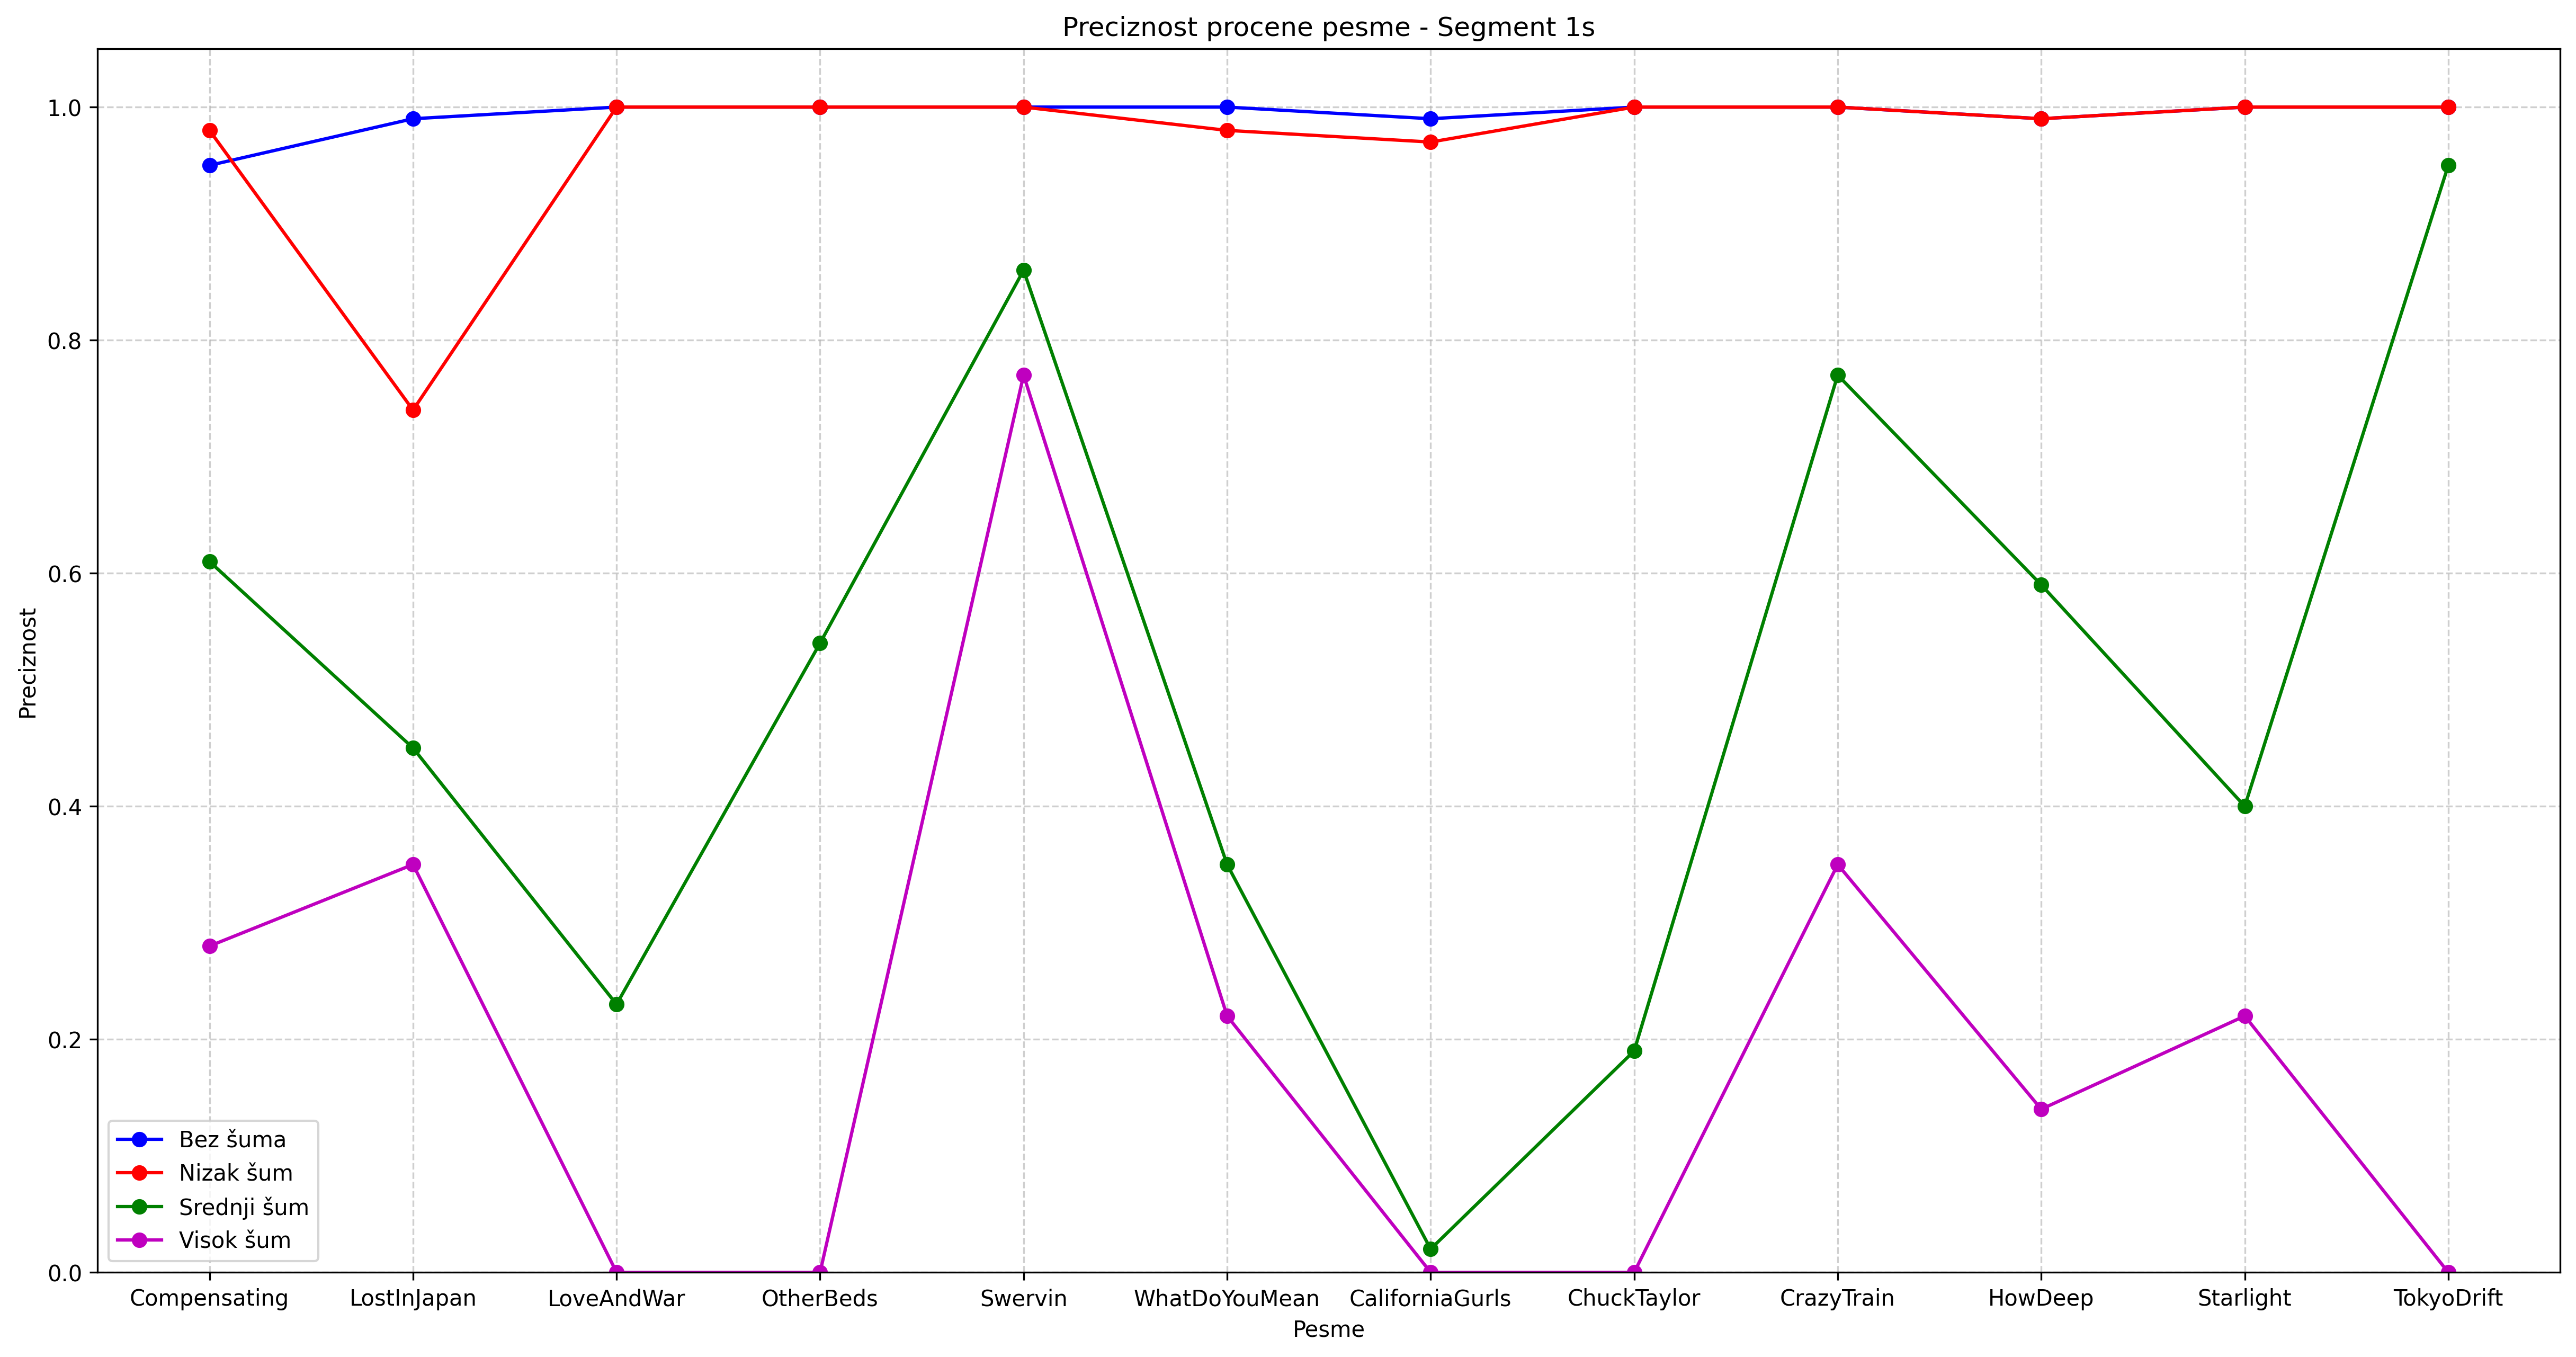 Preciznost procene pesme - Segment 1s
Preciznost
1.0
0.8
0.6
0.4
0.2
0.0
Bez šuma
Nizak šum
Srednji šum
Visok šum
Compensating LostInJapan LoveAndWar OtherBeds Swervin WhatDoYouMean CaliforniaGurls ChuckTaylor CrazyTrain HowDeep Starlight TokyoDrift
Pesme